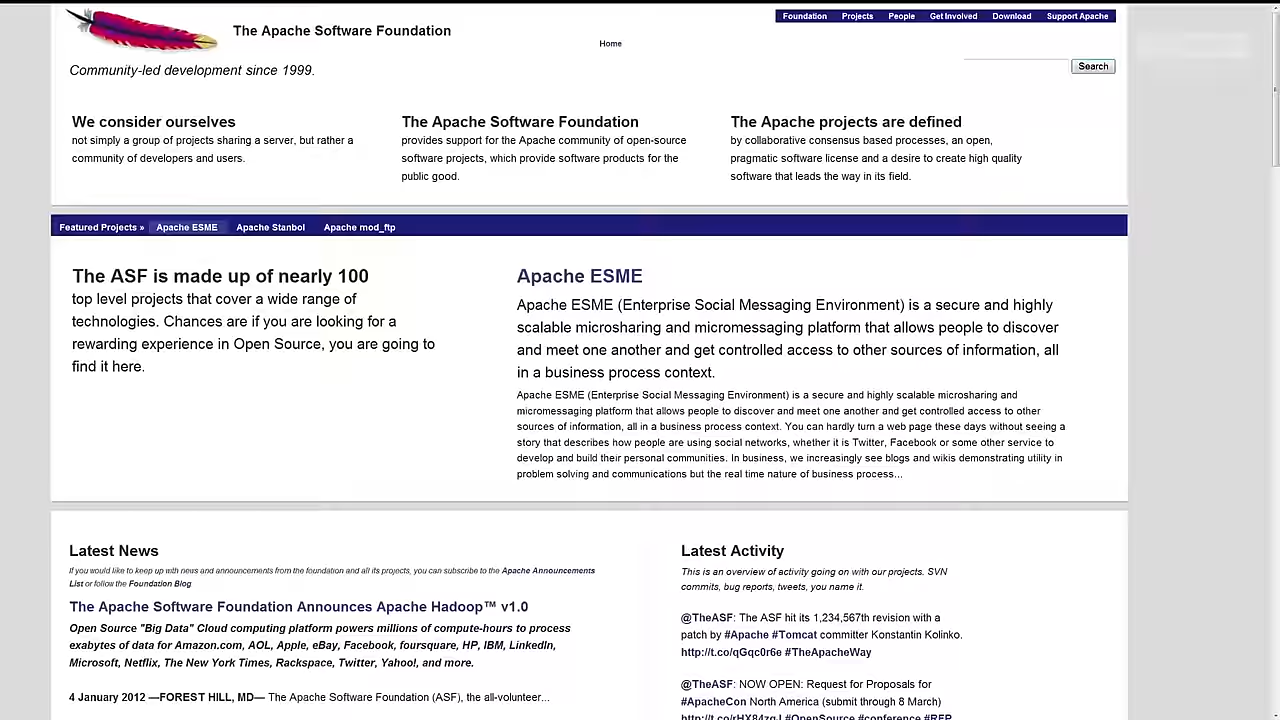 The Apache Software Foundation
Foundation Projects People Get Involved Download Support Apache
Home
Community-led development since 1999.
Search
We consider ourselves
not simply a group of projects sharing a server, but rather a
community of developers and users.
The Apache Software Foundation
provides support for the Apache community of open-source
software projects, which provide software products for the
public good.
The Apache projects are defined
by collaborative consensus based processes, an open,
pragmatic software license and a desire to create high quality
software that leads the way in its field.
Featured Projects » Apache ESME Apache Stanbol Apache mod_ftp
The ASF is made up of nearly 100
top level projects that cover a wide range of
technologies. Chances are if you are looking for a
rewarding experience in Open Source, you are going to
find it here.
Apache ESME
Apache ESME (Enterprise Social Messaging Environment) is a secure and highly
scalable microsharing and micromessaging platform that allows people to discover
and meet one another and get controlled access to other sources of information, all
in a business process context.
Apache ESME (Enterprise Social Messaging Environment) is a secure and highly scalable microsharing and
micromessaging platform that allows people to discover and meet one another and get controlled access to other
sources of information, all in a business process context. You can hardly turn a web page these days without seeing a
story that describes how people are using social networks, whether it is Twitter, Facebook or some other service to
develop and build their personal communities. In business, we increasingly see blogs and wikis demonstrating utility in
problem solving and communications but the real time nature of business process...
Latest News
If you would like to keep up with news and announcements from the foundation and all its projects, you can subscribe to the Apache Announcements
List or follow the Foundation Blog
The Apache Software Foundation Announces Apache Hadoop™ v1.0
Open Source "Big Data" Cloud computing platform powers millions of compute-hours to process
exabytes of data for Amazon.com, AOL, Apple, eBay, Facebook, foursquare, HP, IBM, LinkedIn,
Microsoft, Netflix, The New York Times, Rackspace, Twitter, Yahoo!, and more.
4 January 2012 —FOREST HILL, MD— The Apache Software Foundation (ASF), the all-volunteer...
Latest Activity
This is an overview of activity going on with our projects. SVN
commits, bug reports, tweets, you name it.
@TheASF: The ASF hit its 1,234,567th revision with a
patch by #Apache #Tomcat committer Konstantin Kolinko.
http://t.co/qGqc0r6e #TheApacheWay
@TheASF: NOW OPEN: Request for Proposals for
#ApacheCon North America (submit through 8 March)
#OpenSource #conference #RFP